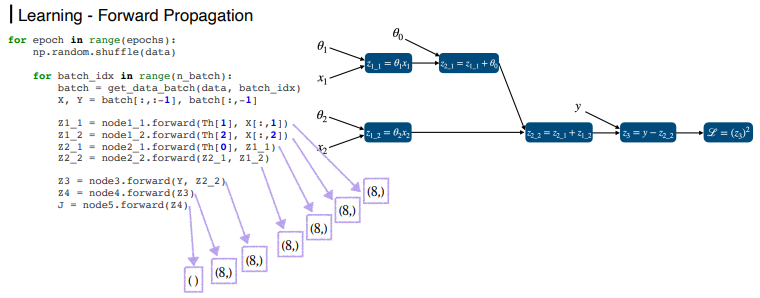 Learning - Forward Propagation
for epoch in range(epochs):
np.random.shuffle(data)
for batch_idx in range(n_batch):
batch = get_data_batch(data, batch_idx)
X, Y = batch[:,:-1], batch[:,-1]
Z1_1 = node1_1.forward(Th[1], X[:,1])
Z1_2 = node1_2.forward(Th[2], X[:,2])
Z2_1 = node2_1.forward(Th[0], Z1_1)
Z2_2 = node2_2.forward(Z2_1, Z1_2)
Z3 = node3.forward(Y, Z2_2)
Z4 = node4.forward(Z3)
J = node5.forward(Z4)
()
(8,)
(8,)
(8,)
(8,)
(8,)
(8,)
θ₀
θ₁
x₁
z₁_₁ = θ₁x₁
z₂_₁ = z₁_₁ + θ₀
θ₂
x₂
z₁_₂ = θ₂x₂
y
z₂_₂ = z₂_₁ + z₁_₂
z₃ = y − z₂_₂
ℒ = (z₃)²